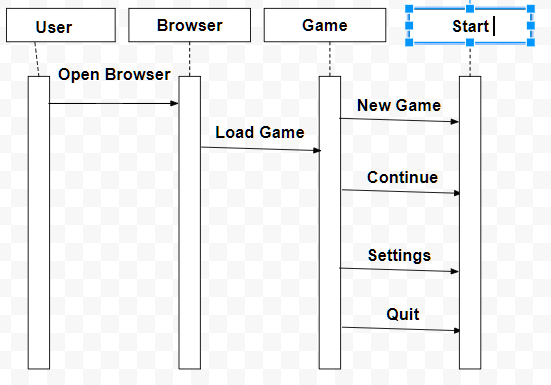 User
Browser
Game
Start
Open Browser
New Game
Load Game
Continue
Settings
Quit